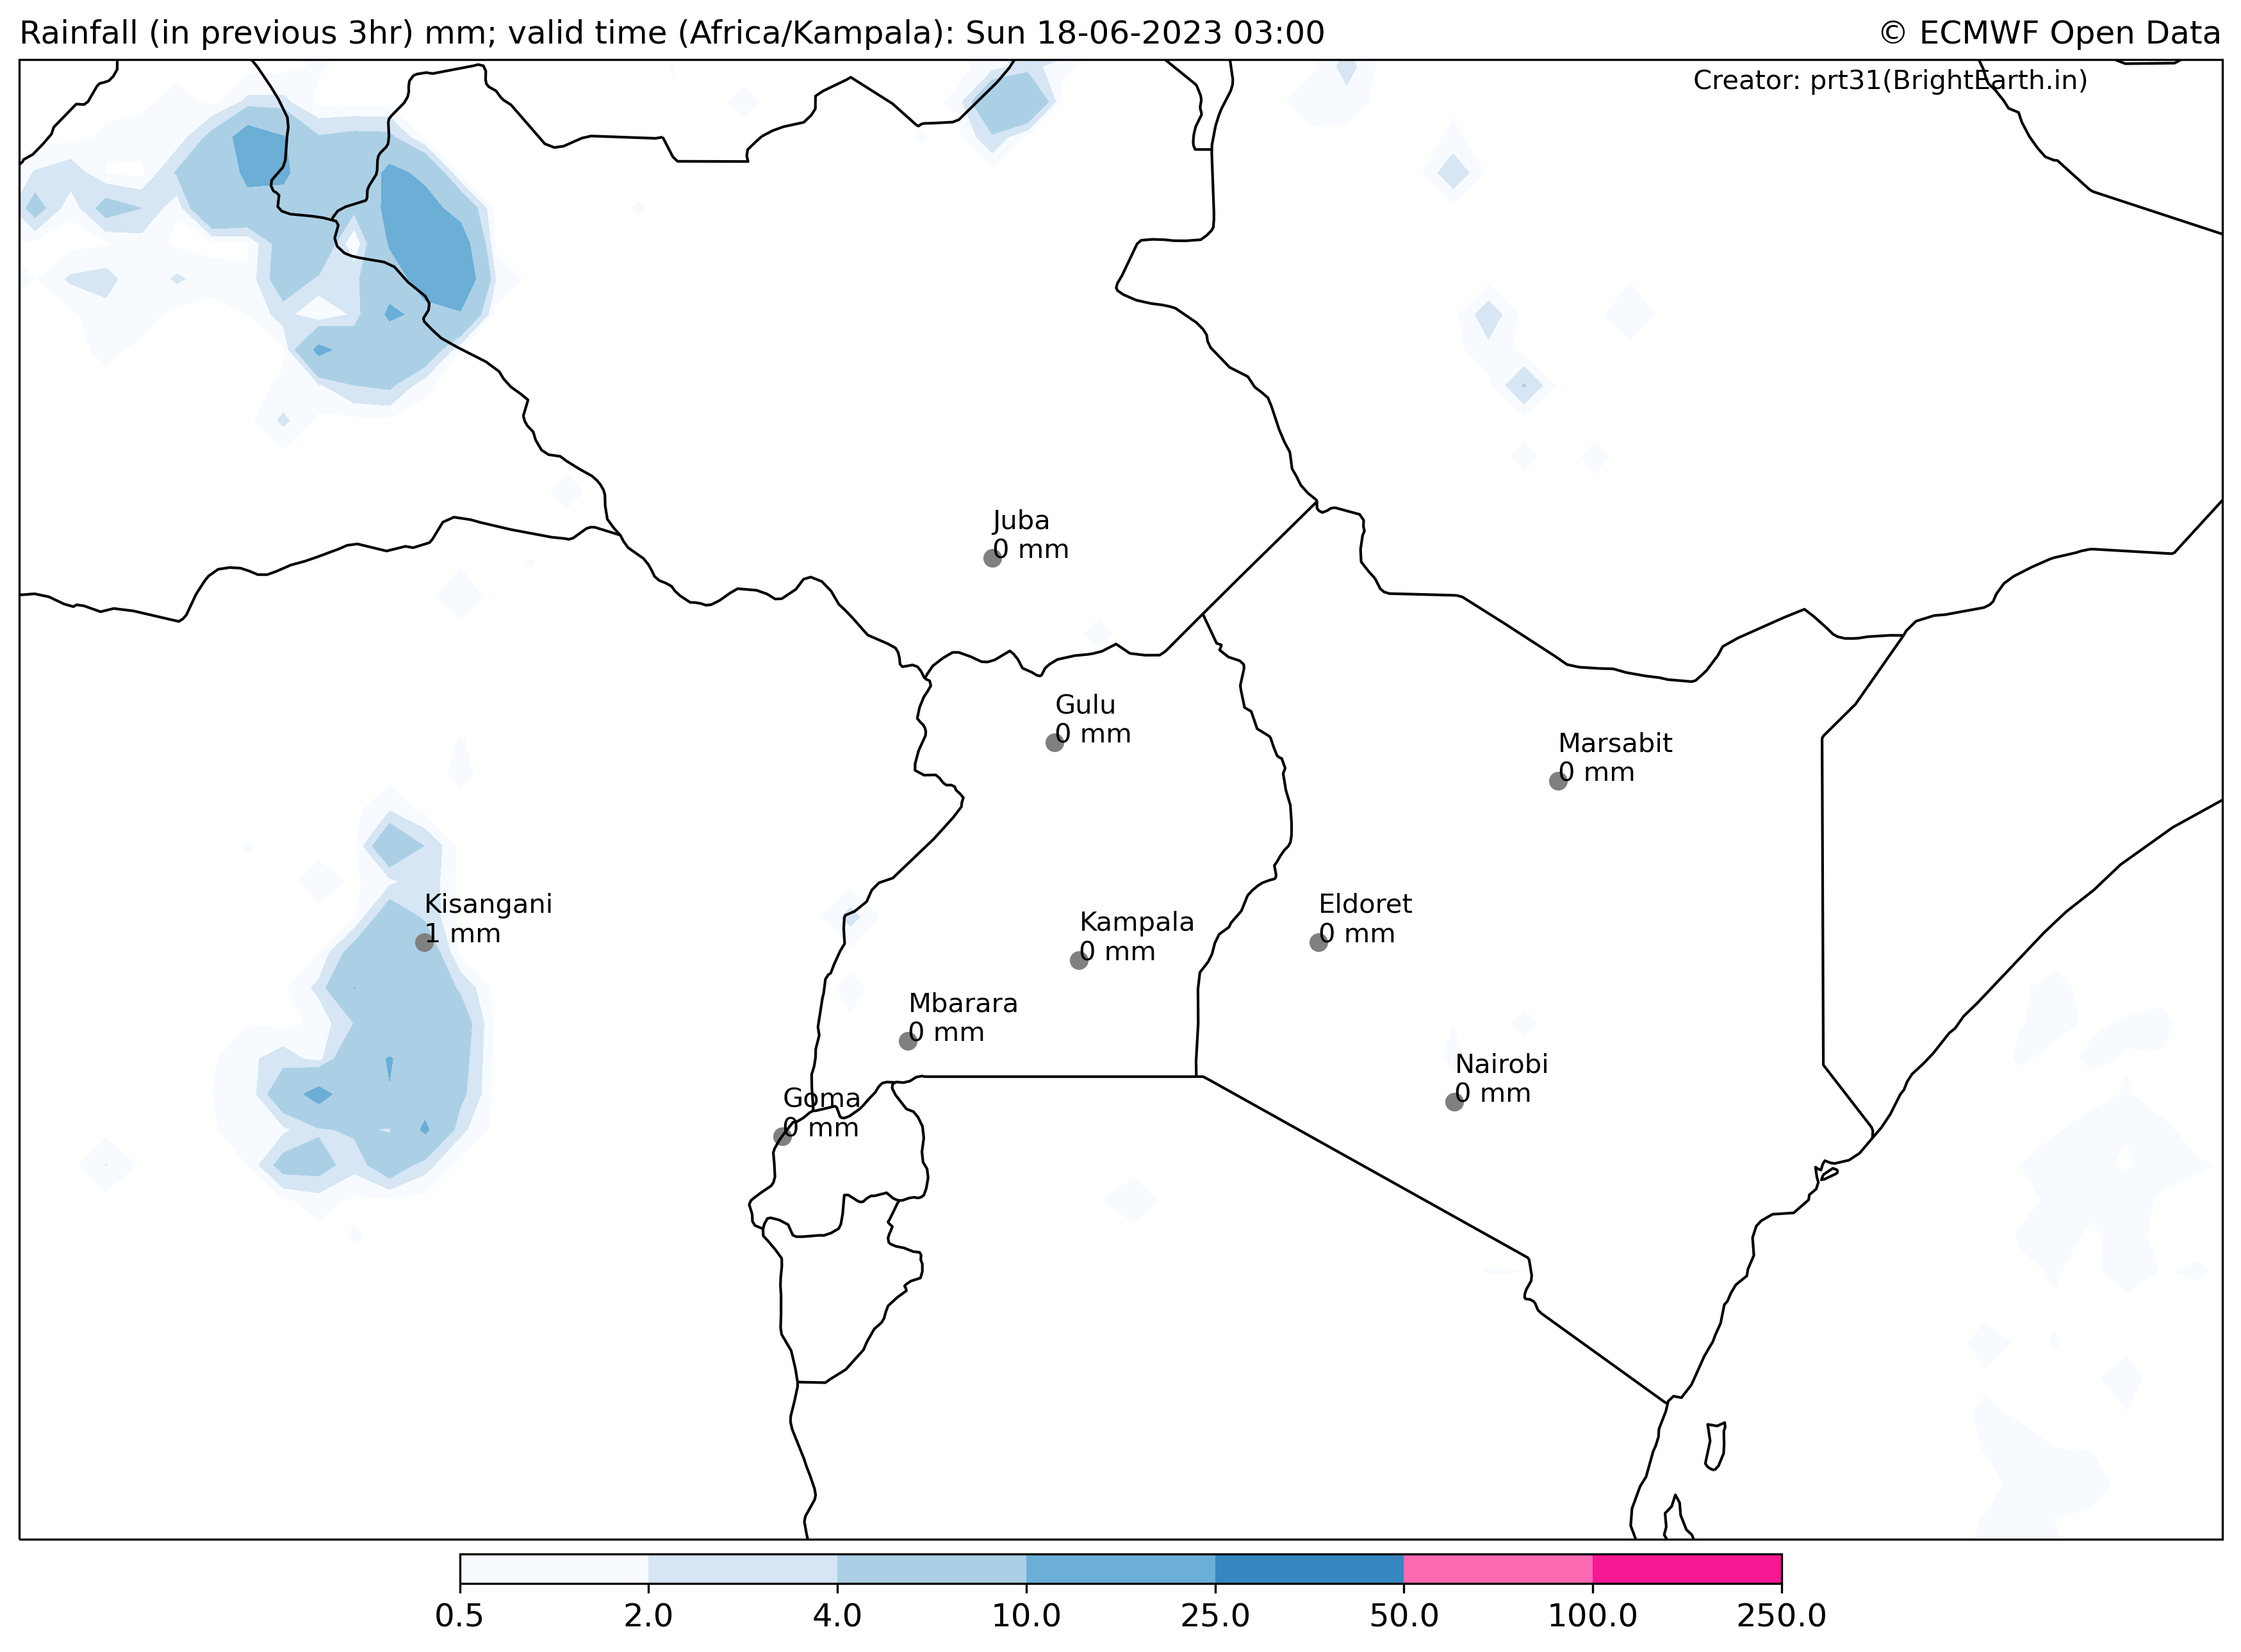 Rainfall (in previous 3hr) mm; valid time (Africa/Kampala): Sun 18-06-2023 03:00
© ECMWF Open Data
Creator: prt31(BrightEarth.in)
Juba
0 mm
Gulu
0 mm
Marsabit
0 mm
Kisangani
1 mm
Kampala
0 mm
Eldoret
0 mm
Mbarara
0 mm
Nairobi
0 mm
Goma
0 mm
0.5 2.0 4.0 10.0 25.0 50.0 100.0 250.0